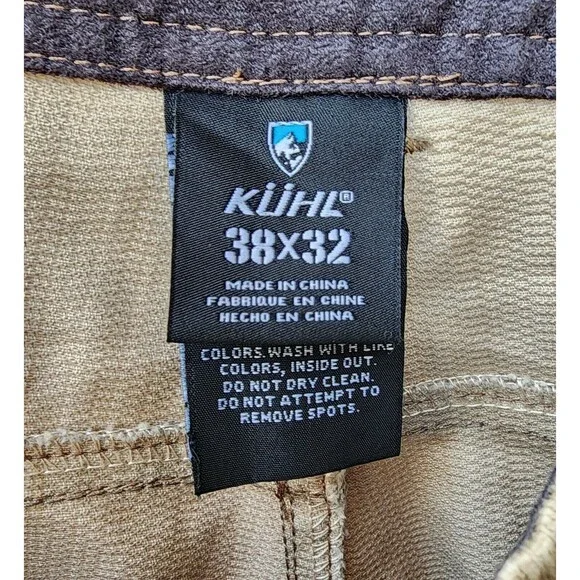 KÜHL®
38X32
MADE IN CHINA
FABRIQUE EN CHINE
HECHO EN CHINA
COLORS. WASH WITH LIKE
COLORS, INSIDE OUT.
DO NOT DRY CLEAN.
DO NOT ATTEMPT TO
REMOVE SPOTS.